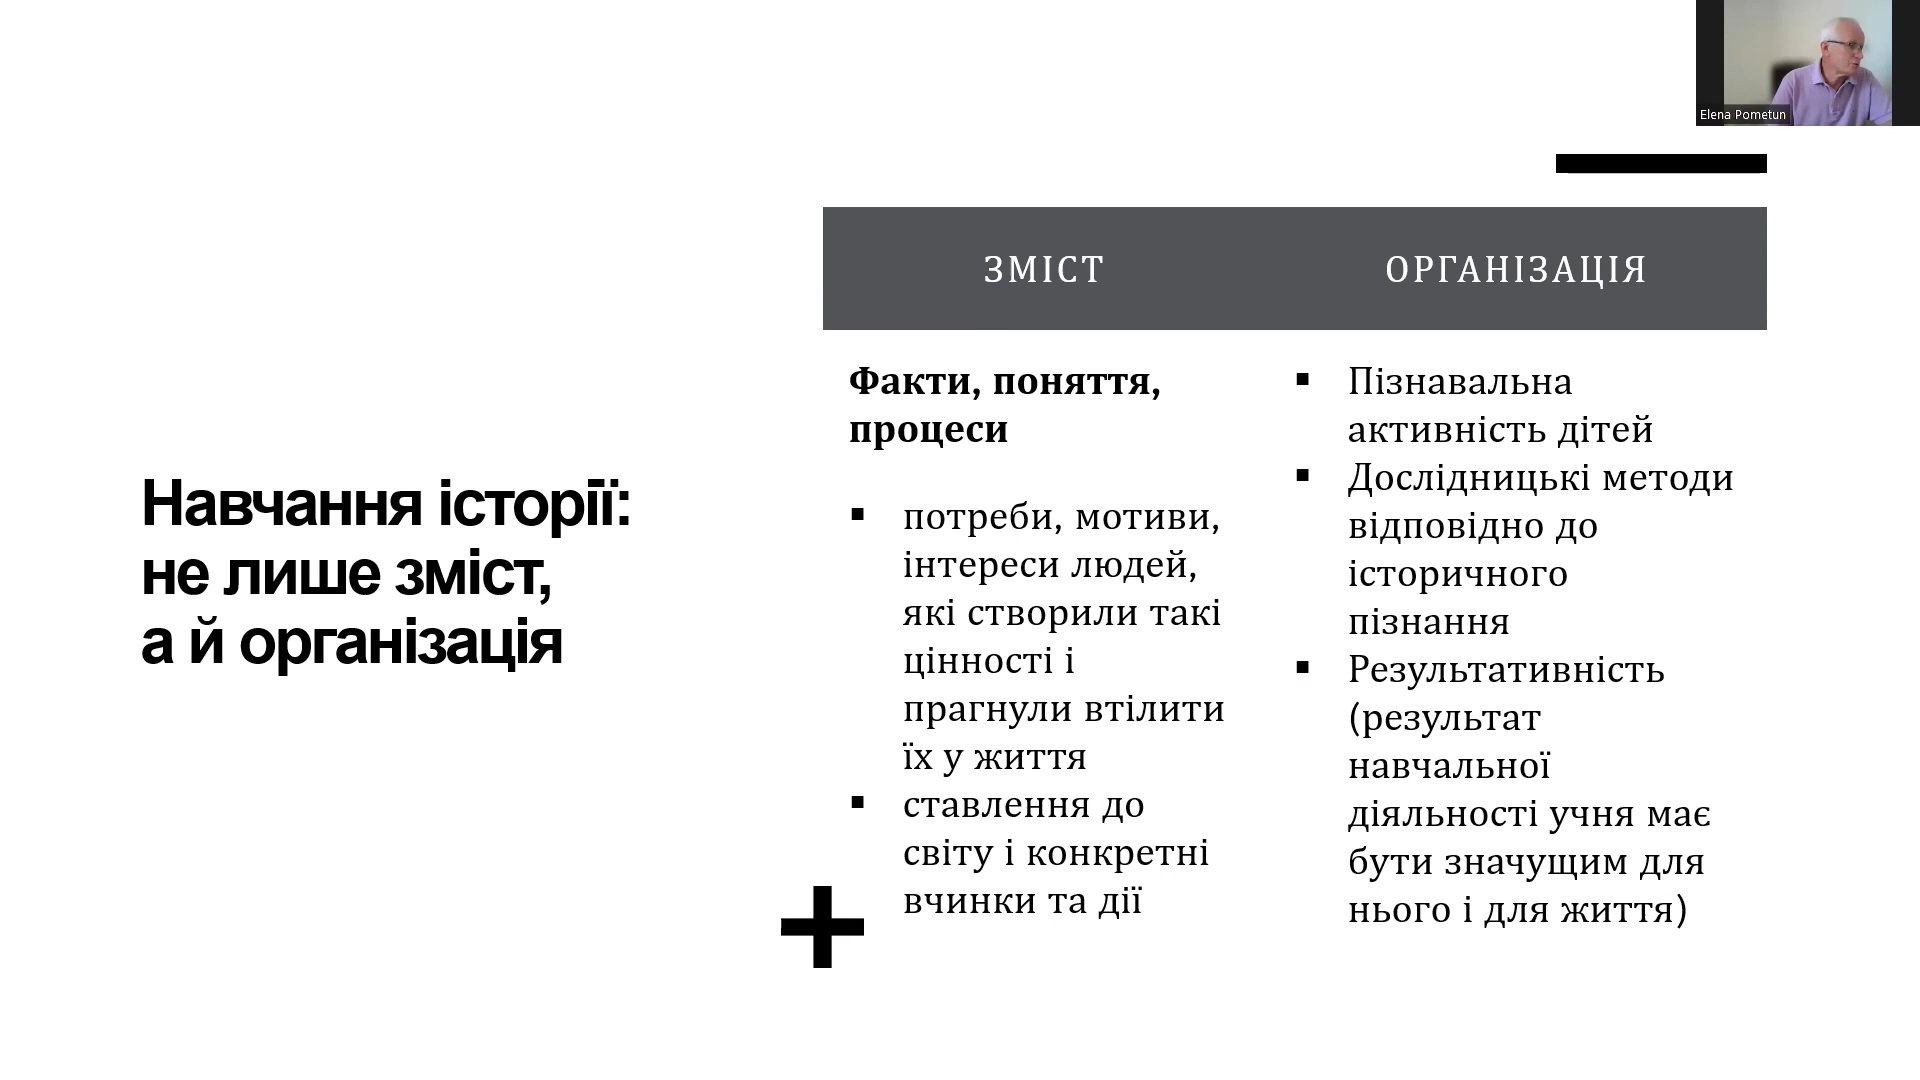 Elena Pometun
Навчання історії:
не лише зміст,
а й організація
ЗМІСТ
Факти, поняття,
процеси
▪ потреби, мотиви,
інтереси людей,
які створили такі
цінності і
прагнули втілити
їх у життя
▪ ставлення до
світу і конкретні
вчинки та дії
ОРГАНІЗАЦІЯ
▪ Пізнавальна
активність дітей
▪ Дослідницькі методи
відповідно до
історичного
пізнання
▪ Результативність
(результат
навчальної
діяльності учня має
бути значущим для
нього і для життя)